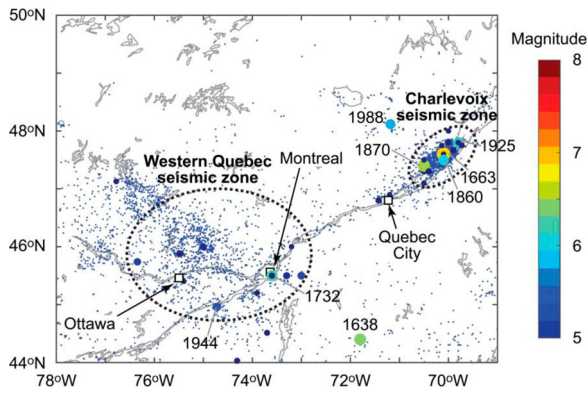 50°N
48°N
46°N
44°N
78°W
76°W
74°W
72°W
70°W
Western Quebec
seismic zone
Montreal
Ottawa
1944
1732
1638
Quebec
City
1988
1870
Charlevoix
seismic zone
1925
1663
1860
Magnitude
8
7
6
5